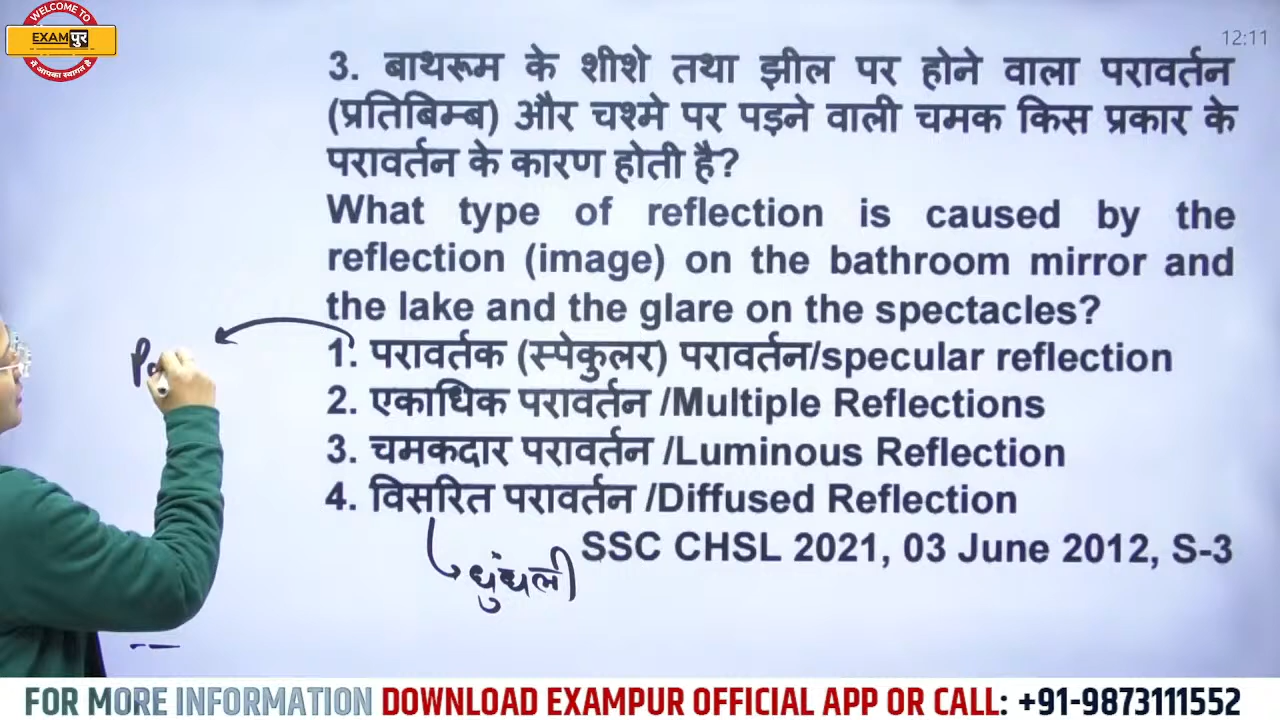 WELCOME TO
EXAMपुर
में आपका स्वागत है
12:11
3. बाथरूम के शीशे तथा झील पर होने वाला परावर्तन
(प्रतिबिम्ब) और चश्मे पर पड़ने वाली चमक किस प्रकार के
परावर्तन के कारण होती है?
What type of reflection is caused by the
reflection (image) on the bathroom mirror and
the lake and the glare on the spectacles?
1. परावर्तक (स्पेकुलर) परावर्तन/specular reflection
2. एकाधिक परावर्तन /Multiple Reflections
3. चमकदार परावर्तन /Luminous Reflection
4. विसरित परावर्तन /Diffused Reflection
धुंधली
SSC CHSL 2021, 03 June 2012, S-3
FOR MORE INFORMATION DOWNLOAD EXAMPUR OFFICIAL APP OR CALL: +91-9873111552